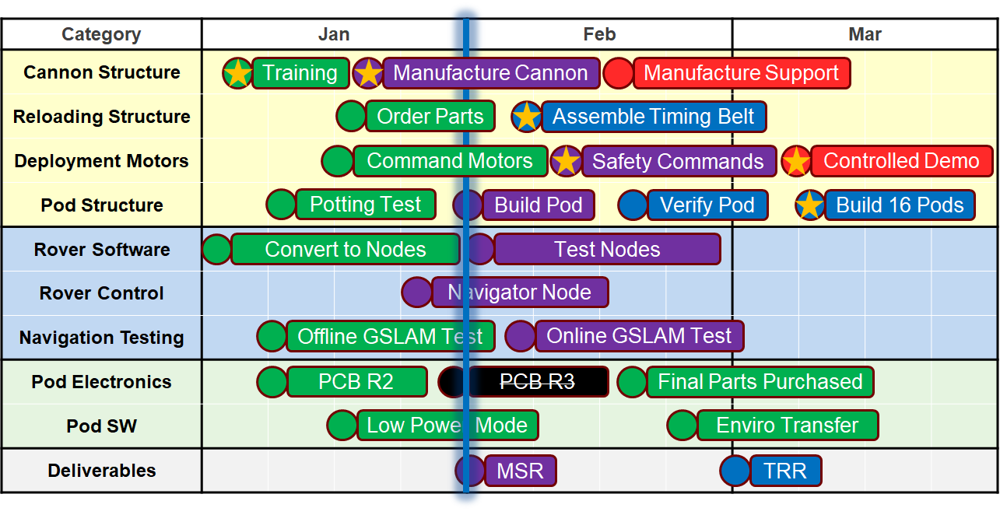 Category Jan Feb Mar
Cannon Structure Training Manufacture Cannon Manufacture Support
Reloading Structure Order Parts Assemble Timing Belt
Deployment Motors Command Motors Safety Commands Controlled Demo
Pod Structure Potting Test Build Pod Verify Pod Build 16 Pods
Rover Software Convert to Nodes Test Nodes
Rover Control Navigator Node
Navigation Testing Offline GSLAM Test Online GSLAM Test
Pod Electronics PCB R2 PCB R3 Final Parts Purchased
Pod SW Low Power Mode Enviro Transfer
Deliverables MSR TRR